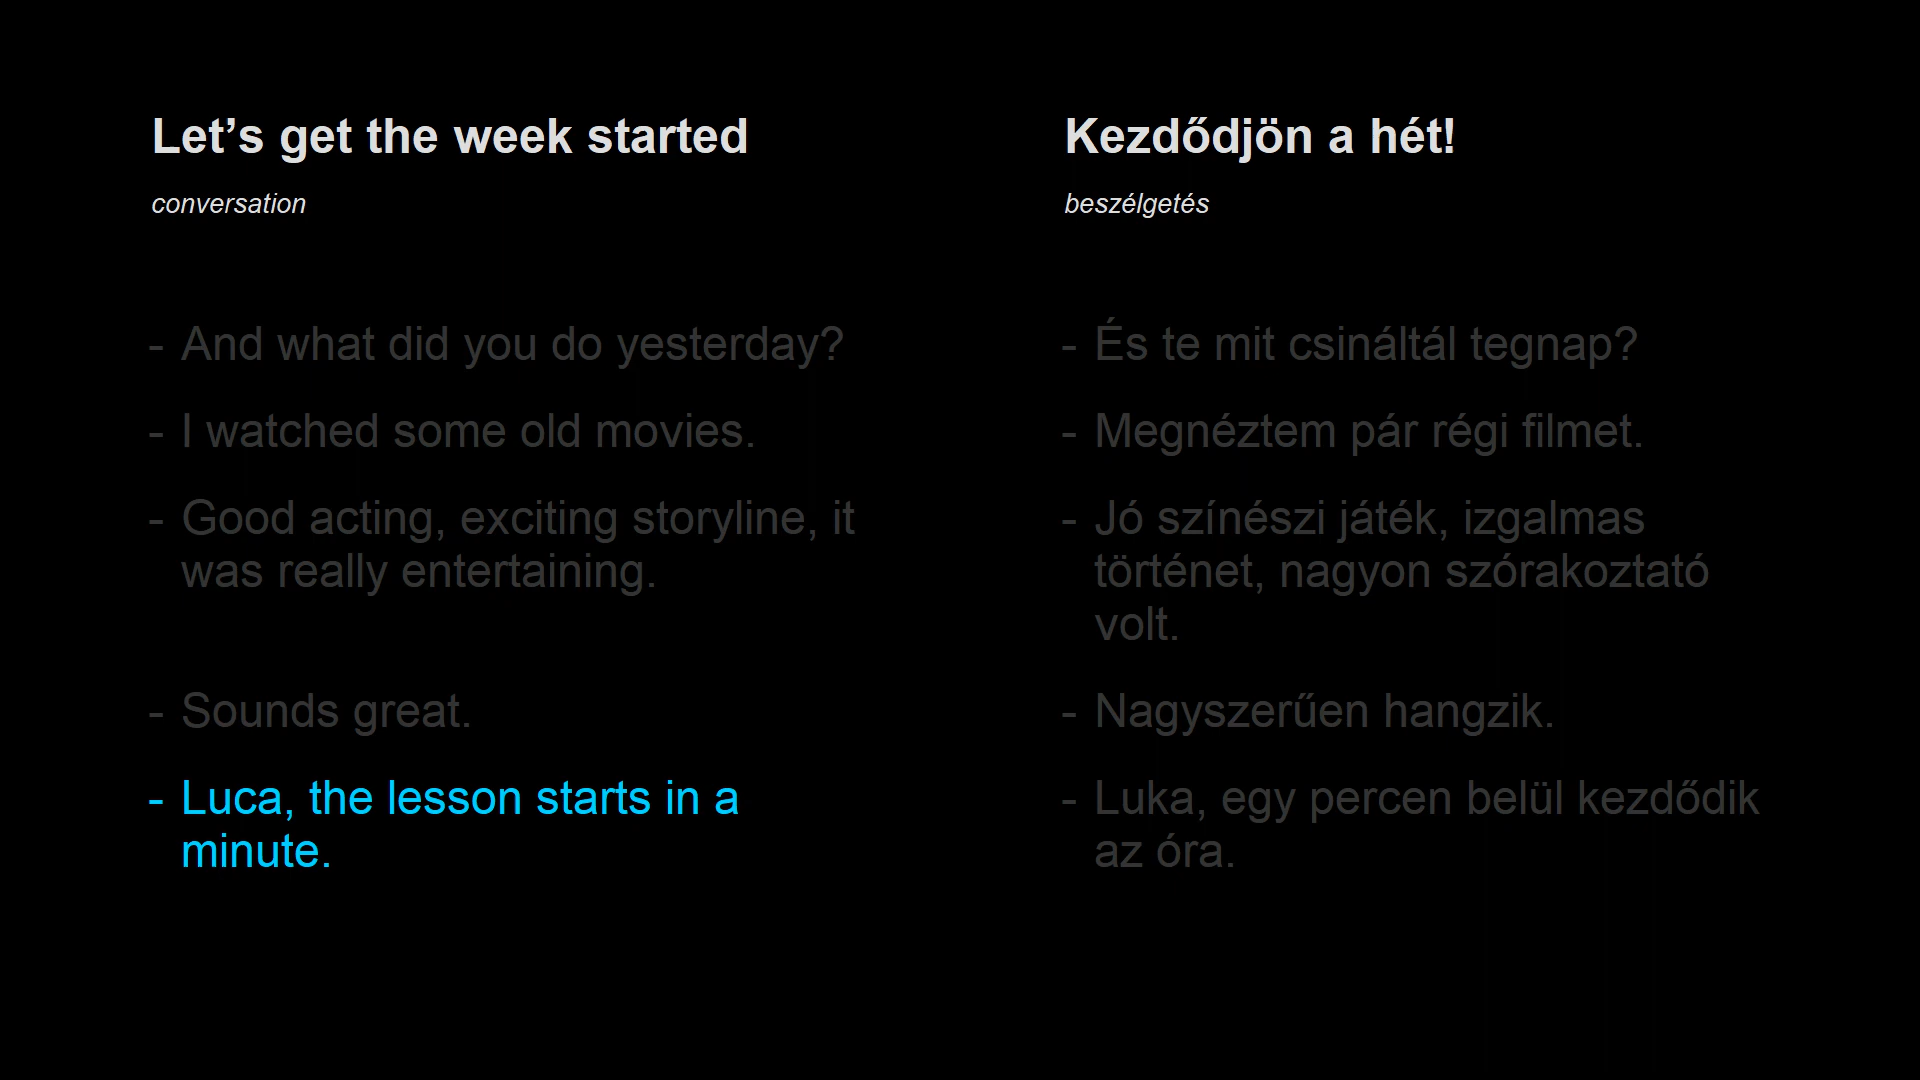 Let’s get the week started
conversation
- And what did you do yesterday?
- I watched some old movies.
- Good acting, exciting storyline, it
was really entertaining.
- Sounds great.
- Luca, the lesson starts in a
minute.
Kezdődjön a hét!
beszélgetés
- És te mit csináltál tegnap?
- Megnéztem pár régi filmet.
- Jó színészi játék, izgalmas
történet, nagyon szórakoztató
volt.
- Nagyszerűen hangzik.
- Luka, egy percen belül kezdődik
az óra.